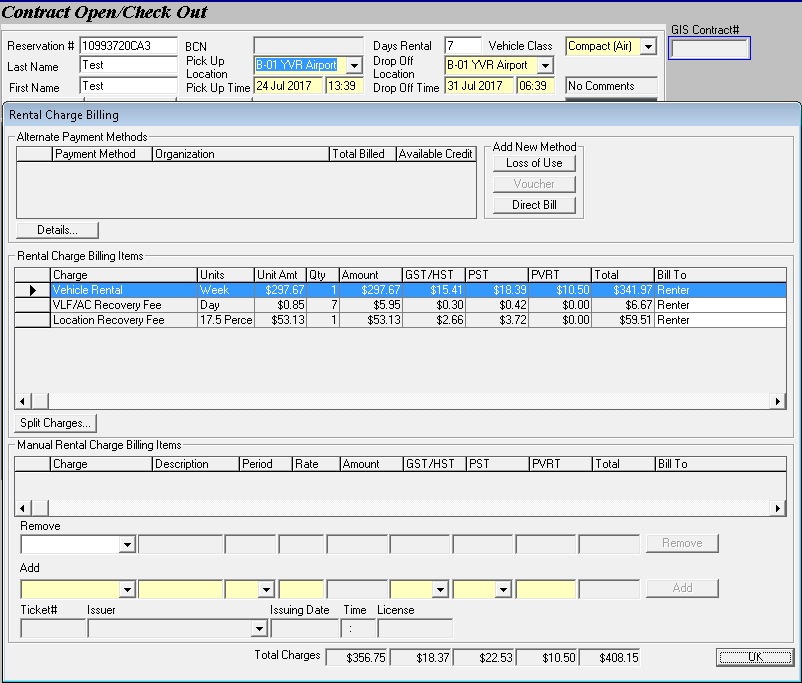 Contract Open/Check Out
GIS Contract#
Reservation # 10993720CA3 BCN Days Rental 7 Vehicle Class Compact (Air)
Last Name Test Pick Up Location B-01 YVR Airport Drop Off Location B-01 YVR Airport
First Name Test Pick Up Time 24 Jul 2017 13:39 Drop Off Time 31 Jul 2017 06:39 No Comments
Rental Charge Billing
Alternate Payment Methods
Payment Method Organization Total Billed Available Credit
Add New Method
Loss of Use
Voucher
Direct Bill
Details...
Rental Charge Billing Items
Charge Units Unit Amt Qty Amount GST/HST PST PVRT Total Bill To
Vehicle Rental Week $297.67 1 $297.67 $15.41 $18.39 $10.50 $341.97 Renter
VLF/AC Recovery Fee Day $0.85 7 $5.95 $0.30 $0.42 $0.00 $6.67 Renter
Location Recovery Fee 17.5 Perce $53.13 1 $53.13 $2.66 $3.72 $0.00 $59.51 Renter
Split Charges...
Manual Rental Charge Billing Items
Charge Description Period Rate Amount GST/HST PST PVRT Total Bill To
Remove
Remove
Add
Add
Ticket# Issuer Issuing Date Time License
:
Total Charges $356.75 $18.37 $22.53 $10.50 $408.15 OK